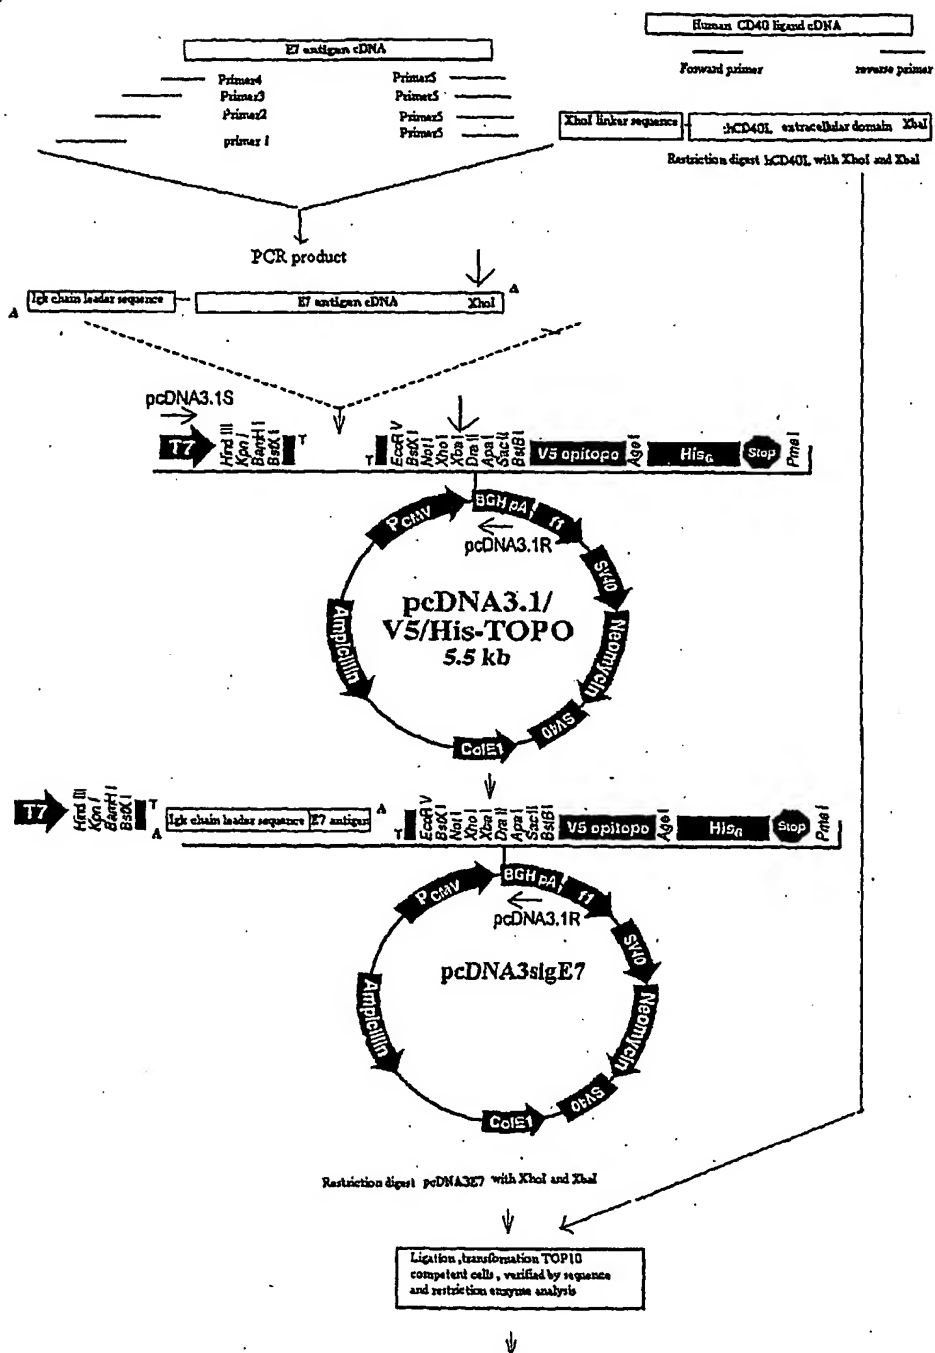 E7 antigen cDNA
Human CD40 ligand cDNA
Forward primer
reverse primer
Primer4
Primer3
Primer2
primer 1
Primer5
Primer5
Primer5
Primer5
XhoI linker sequence
hCD40L extracellular domain XbaI
Restriction digest hCD40L with XhoI and XbaI
PCR product
A
Igk chain leader sequence
E7 antigen cDNA
XhoI
A
pcDNA3.1S
T7
Hind III
Kpn I
BamH I
BstX I
T
T
EcoR V
BstX I
Not I
Xho I
Xba I
Dra II
Apa I
Sac II
BstB I
V5 epitope
Age I
His6
Stop
Pme I
PCMV
BGH pA
f1
pcDNA3.1R
SV40
Neomycin
SV40
ColE1
Ampicillin
pcDNA3.1/
V5/His-TOPO
5.5 kb
T7
Hind III
Kpn I
BamH I
BstX I
T
A
Igk chain leader sequence
E7 antigen
A
T
EcoR V
BstX I
Not I
Xho I
Xba I
Dra II
Apa I
Sac II
BstB I
V5 epitope
Age I
His6
Stop
Pme I
PCMV
BGH pA
f1
pcDNA3.1R
SV40
Neomycin
SV40
ColE1
Ampicillin
pcDNA3sigE7
Restriction digest pcDNA3E7 with XhoI and XbaI
Ligation, transformation TOP10
competent cells, verified by sequence
and restriction enzyme analysis